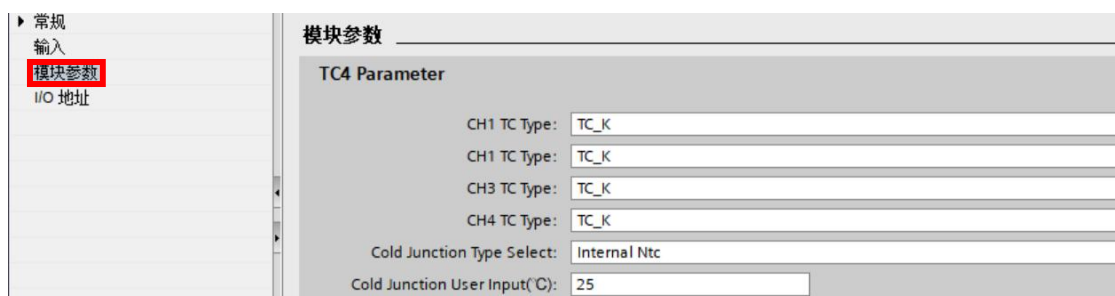 常规
输入
模块参数
I/O 地址
模块参数
TC4 Parameter
CH1 TC Type: TC_K
CH1 TC Type: TC_K
CH3 TC Type: TC_K
CH4 TC Type: TC_K
Cold Junction Type Select: Internal Ntc
Cold Junction User Input(℃): 25